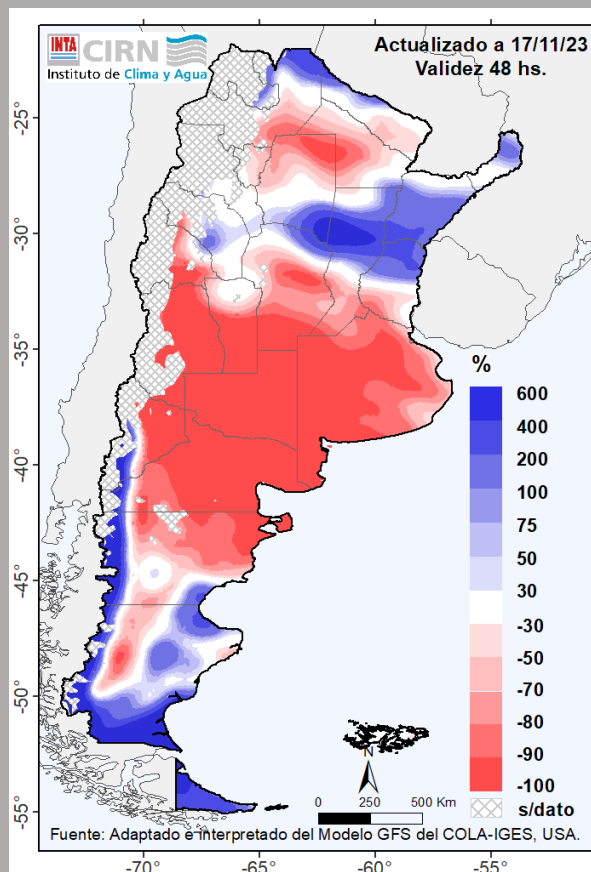 INTA CIRN
Instituto de Clima y Agua
Actualizado a 17/11/23
Validez 48 hs.
-25°
-30°
-35°
-40°
-45°
-50°
-55°
%
600
400
200
100
75
50
30
-30
-50
-70
-80
-90
-100
s/dato
N
0 250 500 Km
Fuente: Adaptado e interpretado del Modelo GFS del COLA-IGES, USA.
-70° -65° -60° -55°